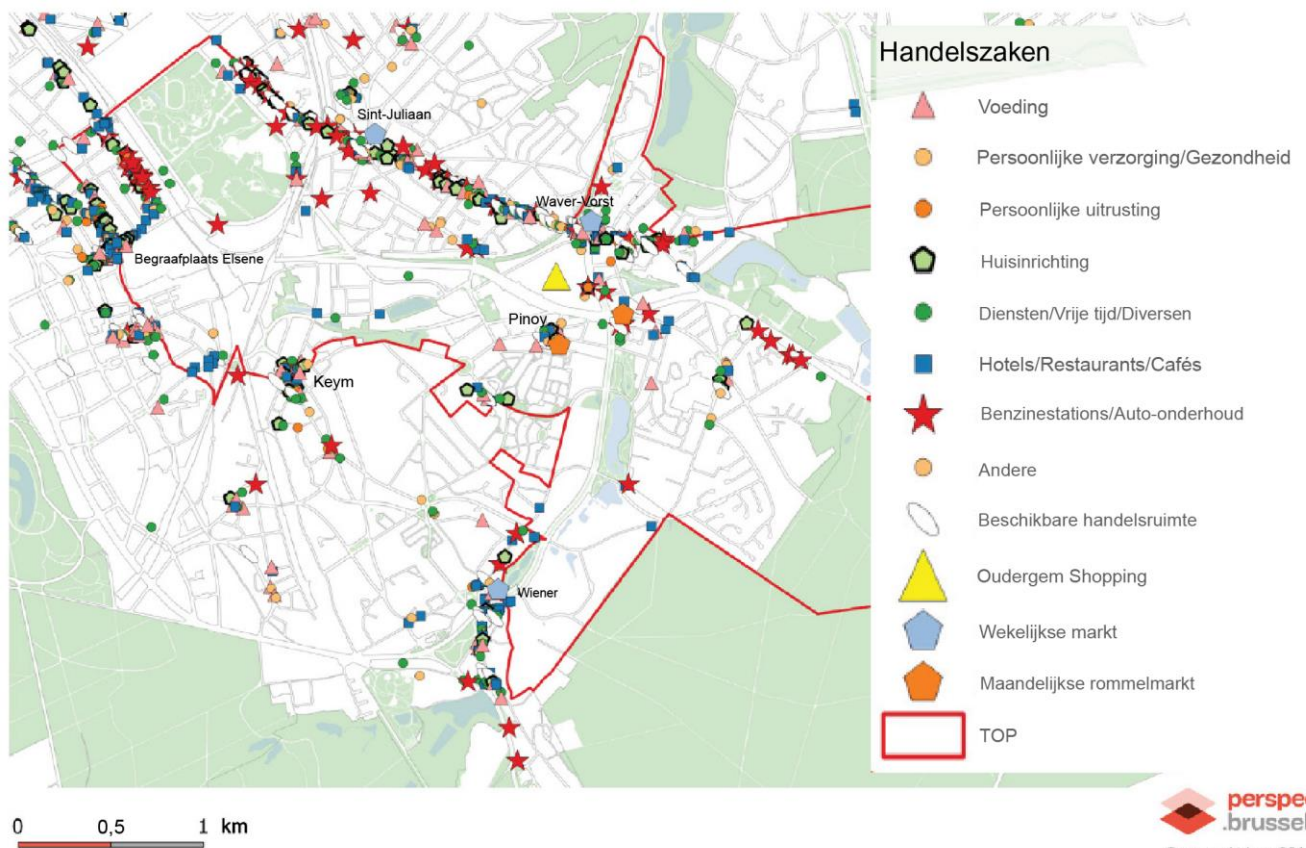 Sint-Juliaan
Waver-Vorst
Begraafplaats Elsene
Pinoy
Keym
Wiener
Handelszaken
Voeding
Persoonlijke verzorging/Gezondheid
Persoonlijke uitrusting
Huisinrichting
Diensten/Vrije tijd/Diversen
Hotels/Restaurants/Cafés
Benzinestations/Auto-onderhoud
Andere
Beschikbare handelsruimte
Oudergem Shopping
Wekelijkse markt
Maandelijkse rommelmarkt
TOP
0 0,5 1 km
perspec
.brussel